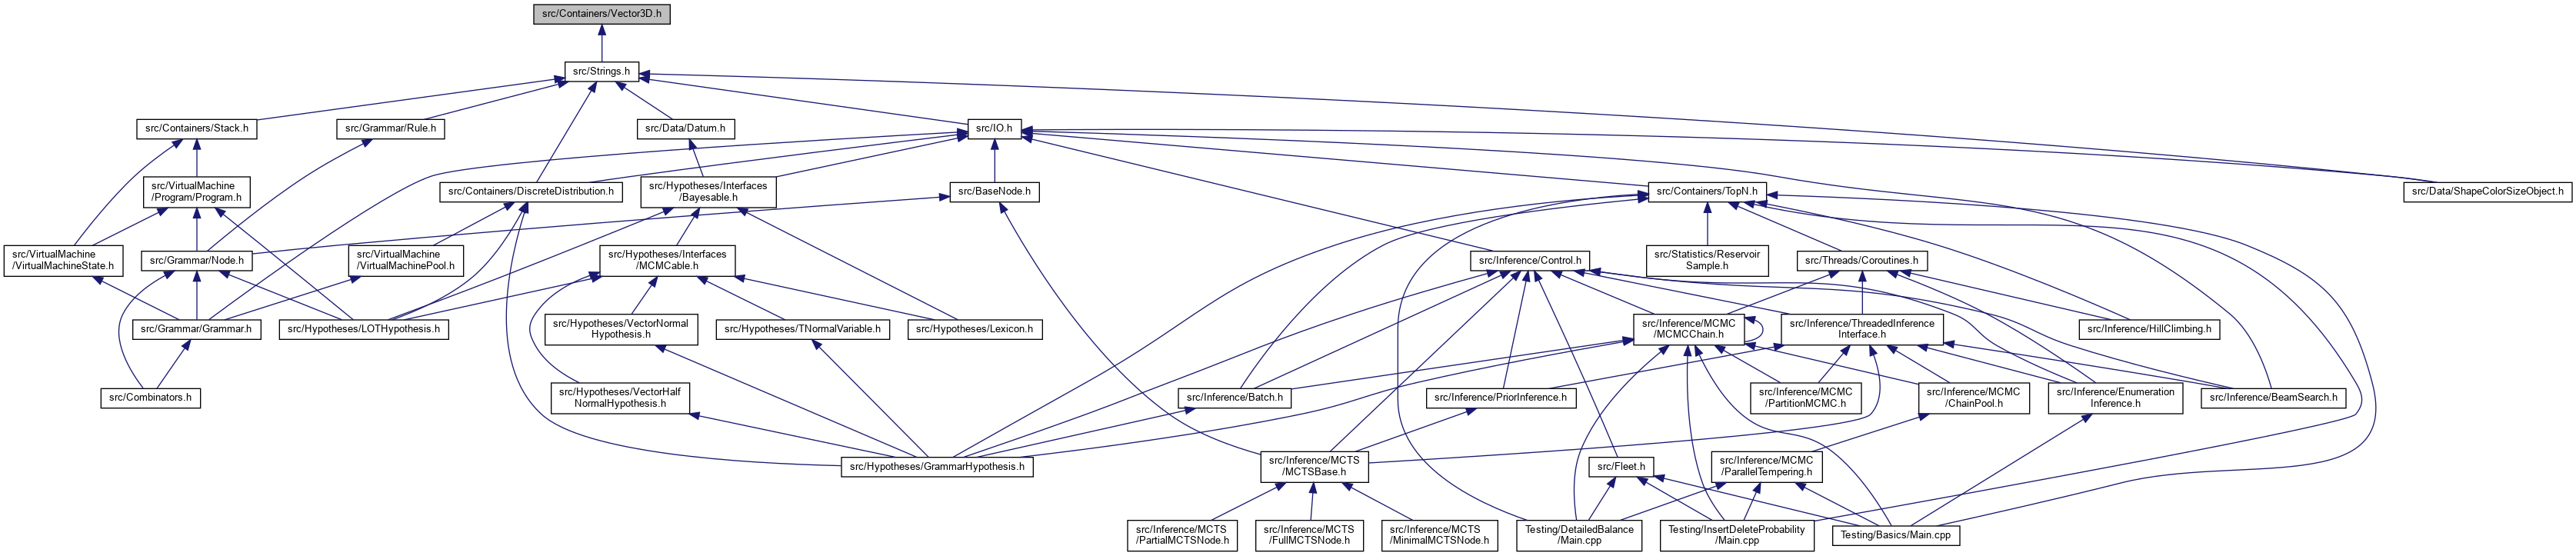 src/Containers/Vector3D.h
src/Strings.h
src/Containers/Stack.h
src/Grammar/Rule.h
src/Data/Datum.h
src/IO.h
src/VirtualMachine
/Program/Program.h
src/Containers/DiscreteDistribution.h
src/Hypotheses/Interfaces
/Bayesable.h
src/BaseNode.h
src/Containers/TopN.h
src/Data/ShapeColorSizeObject.h
src/VirtualMachine
/VirtualMachineState.h
src/Grammar/Node.h
src/VirtualMachine
/VirtualMachinePool.h
src/Hypotheses/Interfaces
/MCMCable.h
src/Inference/Control.h
src/Statistics/Reservoir
Sample.h
src/Threads/Coroutines.h
src/Grammar/Grammar.h
src/Hypotheses/LOTHypothesis.h
src/Hypotheses/VectorNormal
Hypothesis.h
src/Hypotheses/TNormalVariable.h
src/Hypotheses/Lexicon.h
src/Inference/MCMC
/MCMCChain.h
src/Inference/ThreadedInference
Interface.h
src/Inference/HillClimbing.h
src/Combinators.h
src/Hypotheses/VectorHalf
NormalHypothesis.h
src/Inference/Batch.h
src/Inference/PriorInference.h
src/Inference/MCMC
/PartitionMCMC.h
src/Inference/MCMC
/ChainPool.h
src/Inference/Enumeration
Inference.h
src/Inference/BeamSearch.h
src/Hypotheses/GrammarHypothesis.h
src/Inference/MCTS
/MCTSBase.h
src/Fleet.h
src/Inference/MCMC
/ParallelTempering.h
src/Inference/MCTS
/PartialMCTSNode.h
src/Inference/MCTS
/FullMCTSNode.h
src/Inference/MCTS
/MinimalMCTSNode.h
Testing/DetailedBalance
/Main.cpp
Testing/InsertDeleteProbability
/Main.cpp
Testing/Basics/Main.cpp